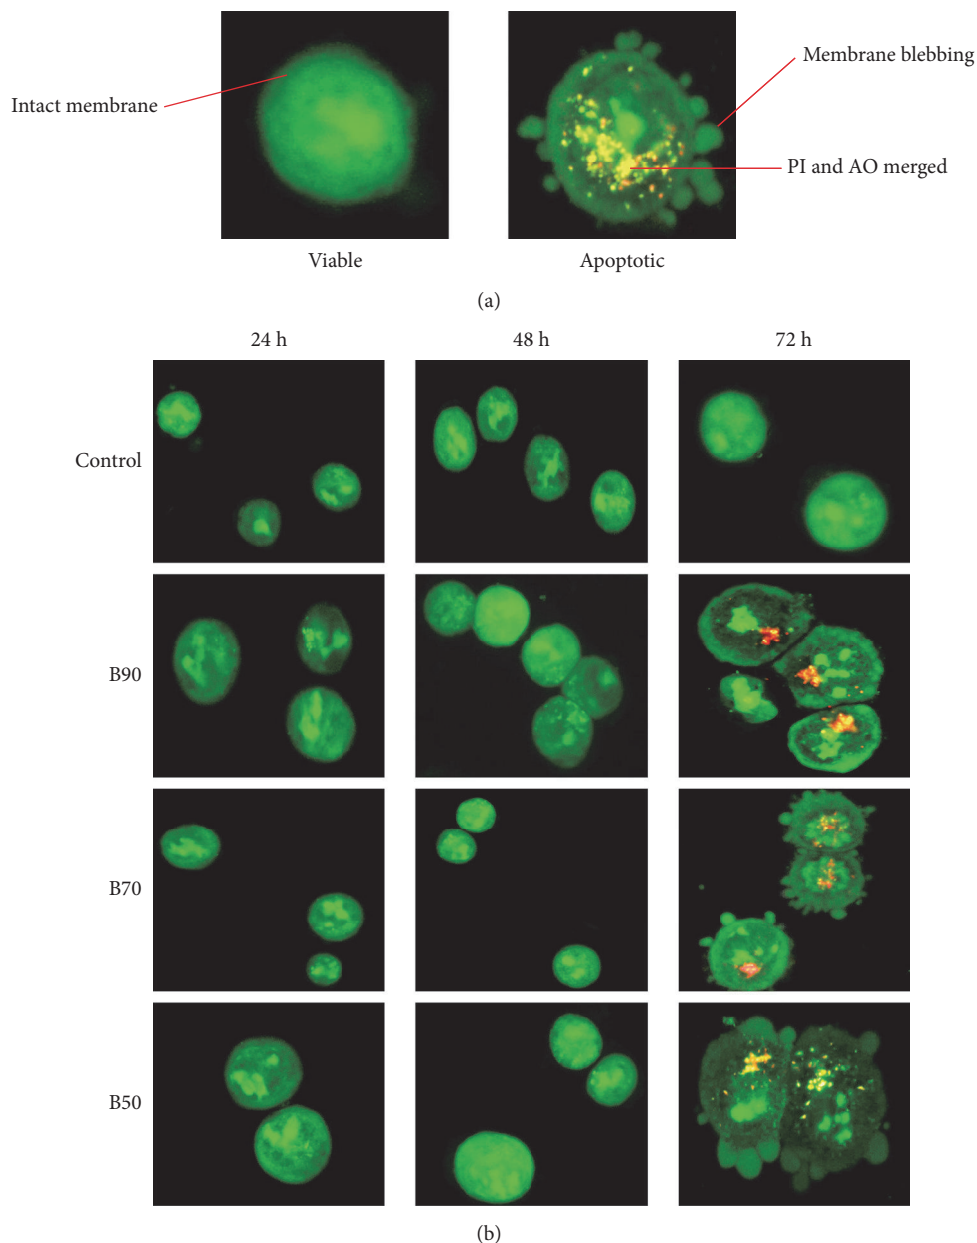 Intact membrane
Membrane blebbing
PI and AO merged
Viable
Apoptotic
(a)
24 h
48 h
72 h
Control
B90
B70
B50
(b)